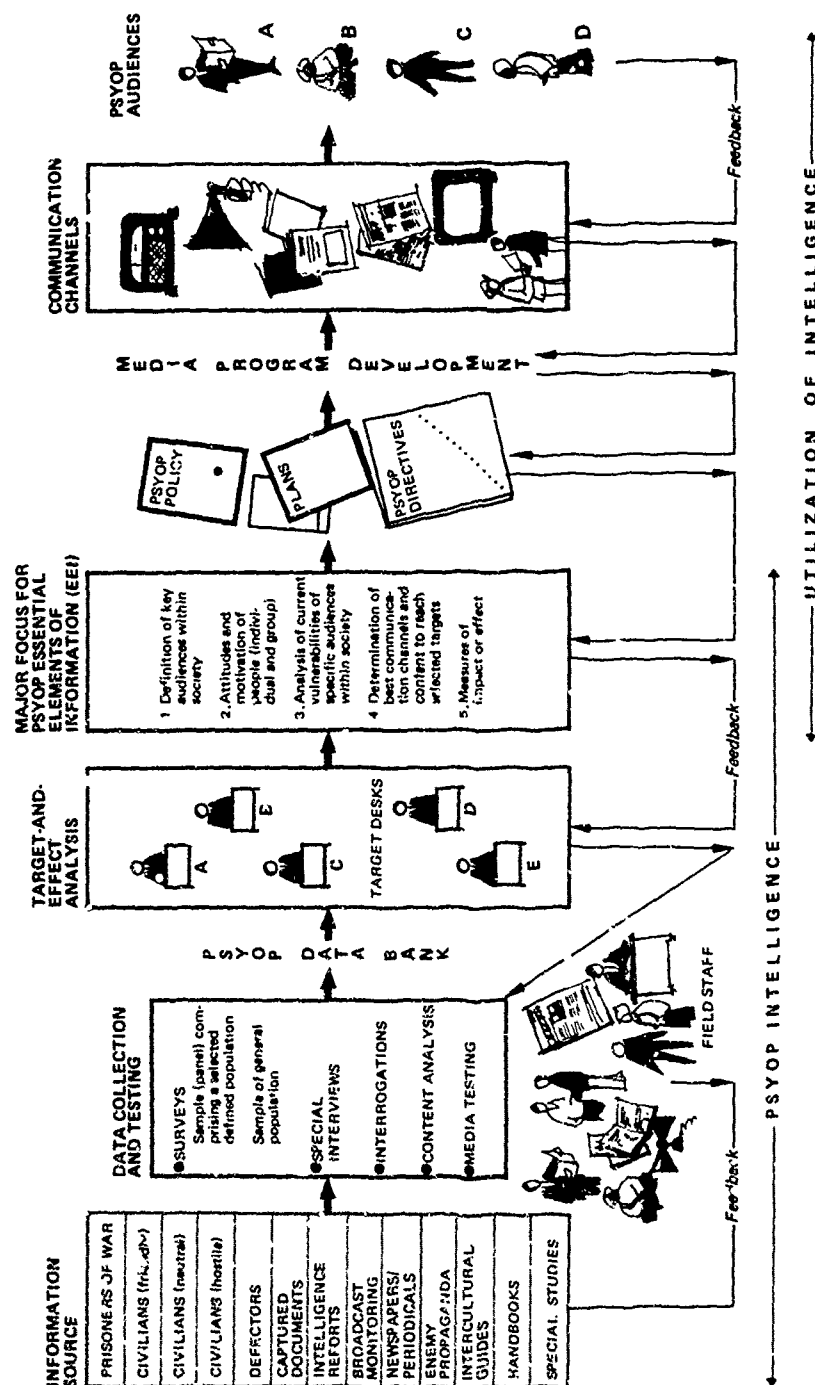 INFORMATION
SOURCE
PRISONERS OF WAR
CIVILIANS (friendly)
CIVILIANS (neutral)
CIVILIANS (hostile)
DEFECTORS
CAPTURED
DOCUMENTS
INTELLIGENCE
REPORTS
BROADCAST
MONITORING
NEWSPAPERS/
PERIODICALS
ENEMY
PROPAGANDA
INTERCULTURAL
GUIDES
HANDBOOKS
SPECIAL STUDIES
DATA COLLECTION
AND TESTING
●SURVEYS
Sample (panel) com-
prising a selected
defined population
Sample of general
population
●SPECIAL
INTERVIEWS
●INTERROGATIONS
●CONTENT ANALYSIS
●MEDIA TESTING
FIELD STAFF
Feedback
PSYOP DATA BANK
TARGET-AND-
EFFECT
ANALYSIS
A
C
TARGET DESKS
D
E
MAJOR FOCUS FOR
PSYOP ESSENTIAL
ELEMENTS OF
INFORMATION (EEI)
1 Definition of key
audiences within
society
2. Attitudes and
motivation of
people (indivi-
dual and group)
3. Analysis of current
vulnerabilities of
specific audiences
within society
4 Determination of
best communica-
tion channels and
content to reach
selected targets
5. Measures of
impact or effect
Feedback
PSYOP
POLICY
PLANS
PSYOP
DIRECTIVES
MEDIA PROGRAM DEVELOPMENT
COMMUNICATION
CHANNELS
PSYOP
AUDIENCES
A
B
C
D
Feedback
PSYOP INTELLIGENCE
UTILIZATION OF INTELLIGENCE